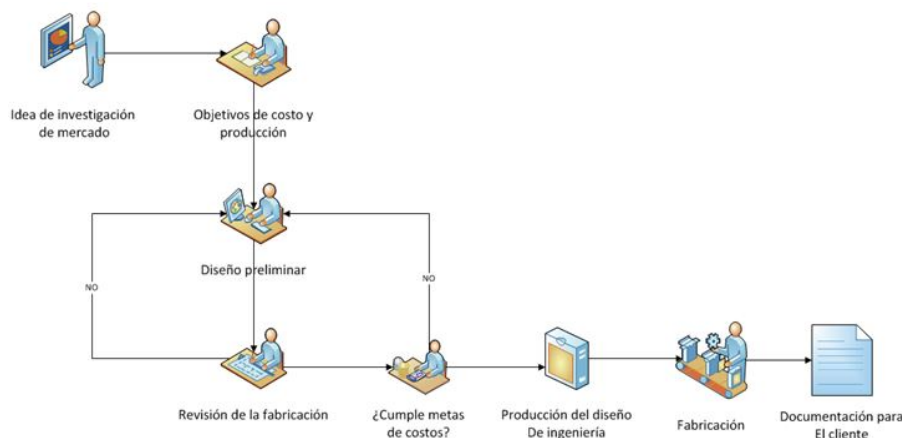 Idea de investigación
de mercado
Objetivos de costo y
producción
Diseño preliminar
NO
NO
Revisión de la fabricación
¿Cumple metas
de costos?
Producción del diseño
De ingeniería
Fabricación
Documentación para
El cliente